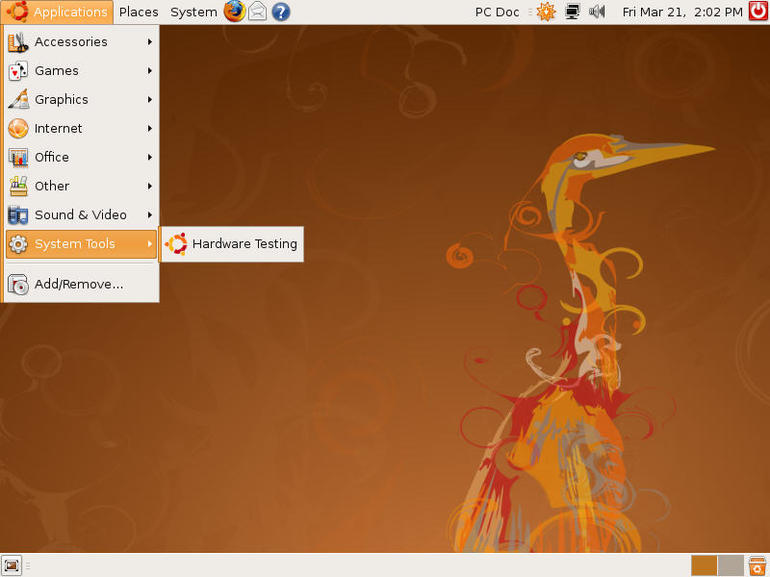 Applications Places System PC Doc Fri Mar 21, 2:02 PM
Accessories
Games
Graphics
Internet
Office
Other
Sound & Video
System Tools
Hardware Testing
Add/Remove...